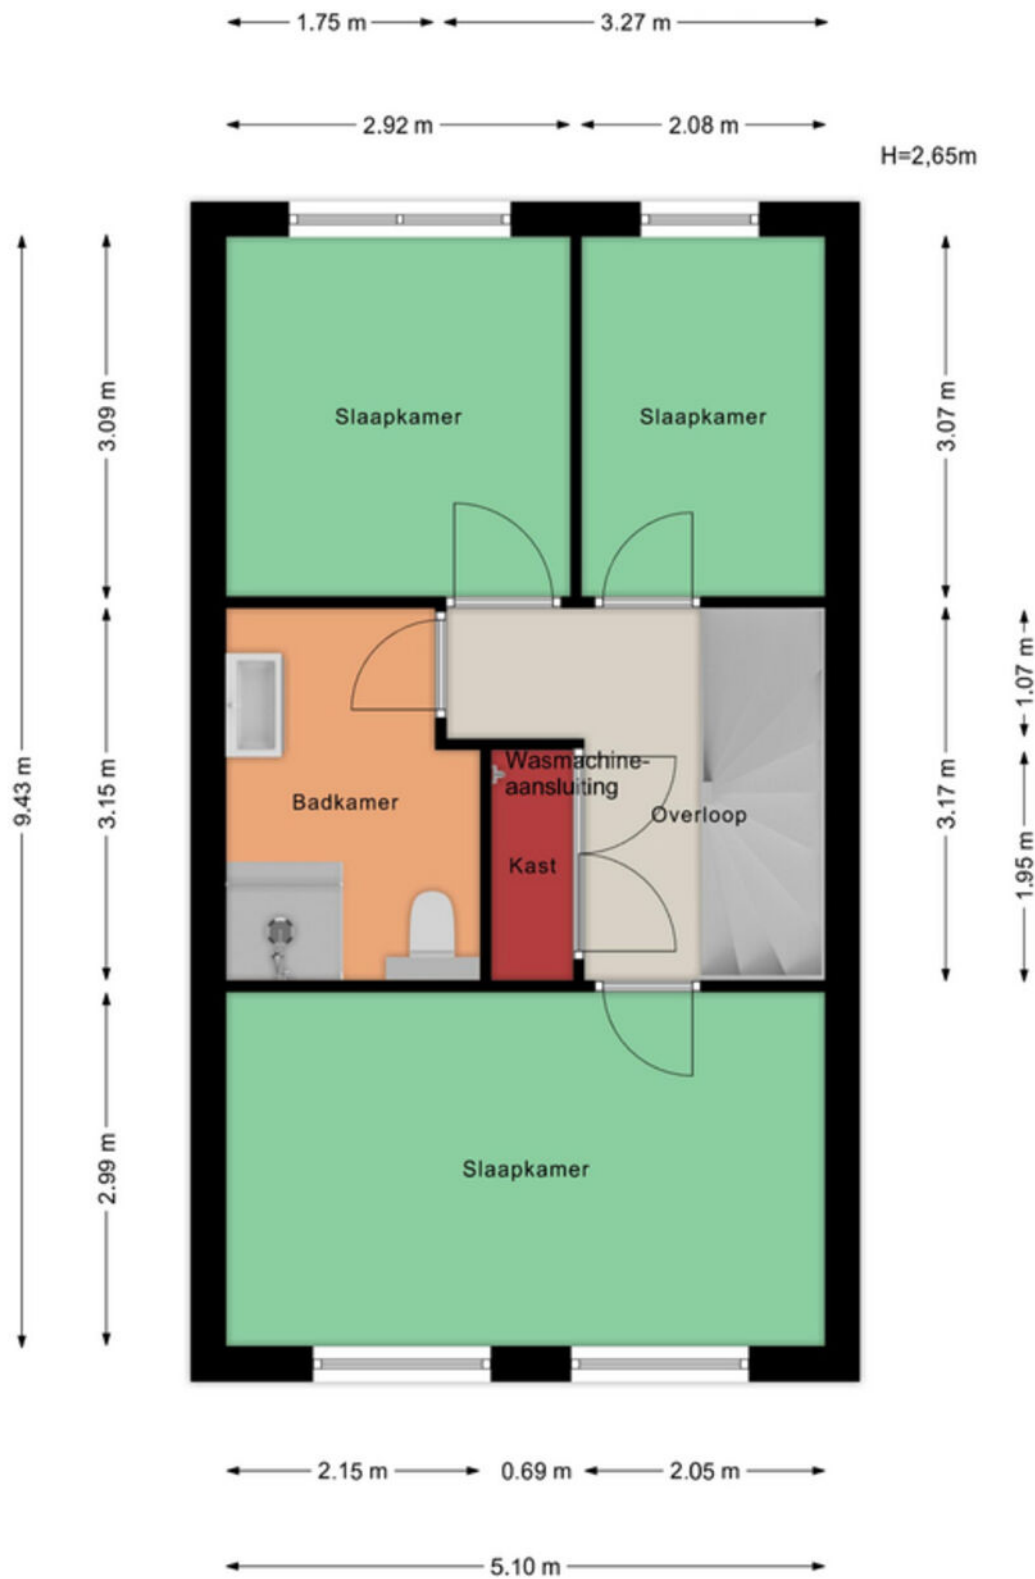 1.75 m
3.27 m
2.92 m
2.08 m
H=2,65m
3.09 m
3.07 m
Slaapkamer
Slaapkamer
1.07 m
9.43 m
3.15 m
3.17 m
1.95 m
Wasmachine-
aansluiting
Badkamer
Overloop
Kast
2.99 m
Slaapkamer
2.15 m
0.69 m
2.05 m
5.10 m